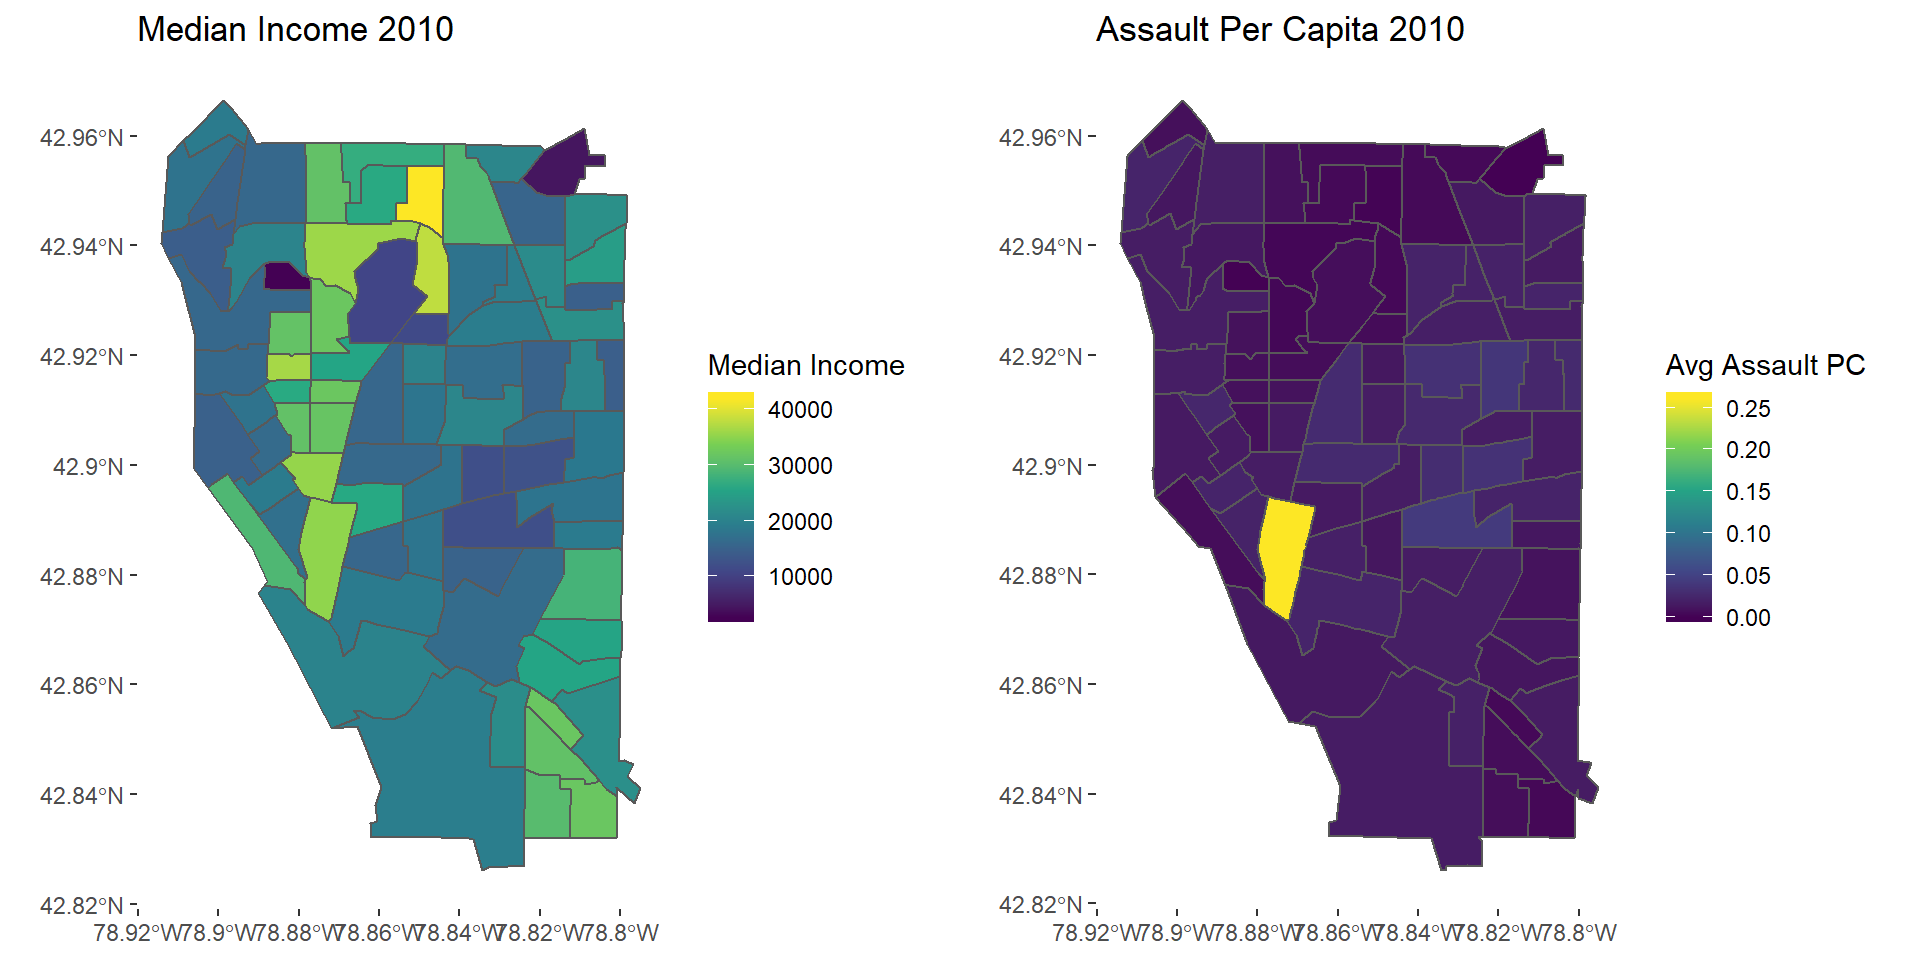 Median Income 2010
42.96°N
42.94°N
42.92°N
42.9°N
42.88°N
42.86°N
42.84°N
42.82°N
78.92°W 78.9°W 78.88°W 78.86°W 78.84°W 78.82°W 78.8°W
Median Income
40000
30000
20000
10000
Assault Per Capita 2010
42.96°N
42.94°N
42.92°N
42.9°N
42.88°N
42.86°N
42.84°N
42.82°N
78.92°W 78.9°W 78.88°W 78.86°W 78.84°W 78.82°W 78.8°W
Avg Assault PC
0.25
0.20
0.15
0.10
0.05
0.00